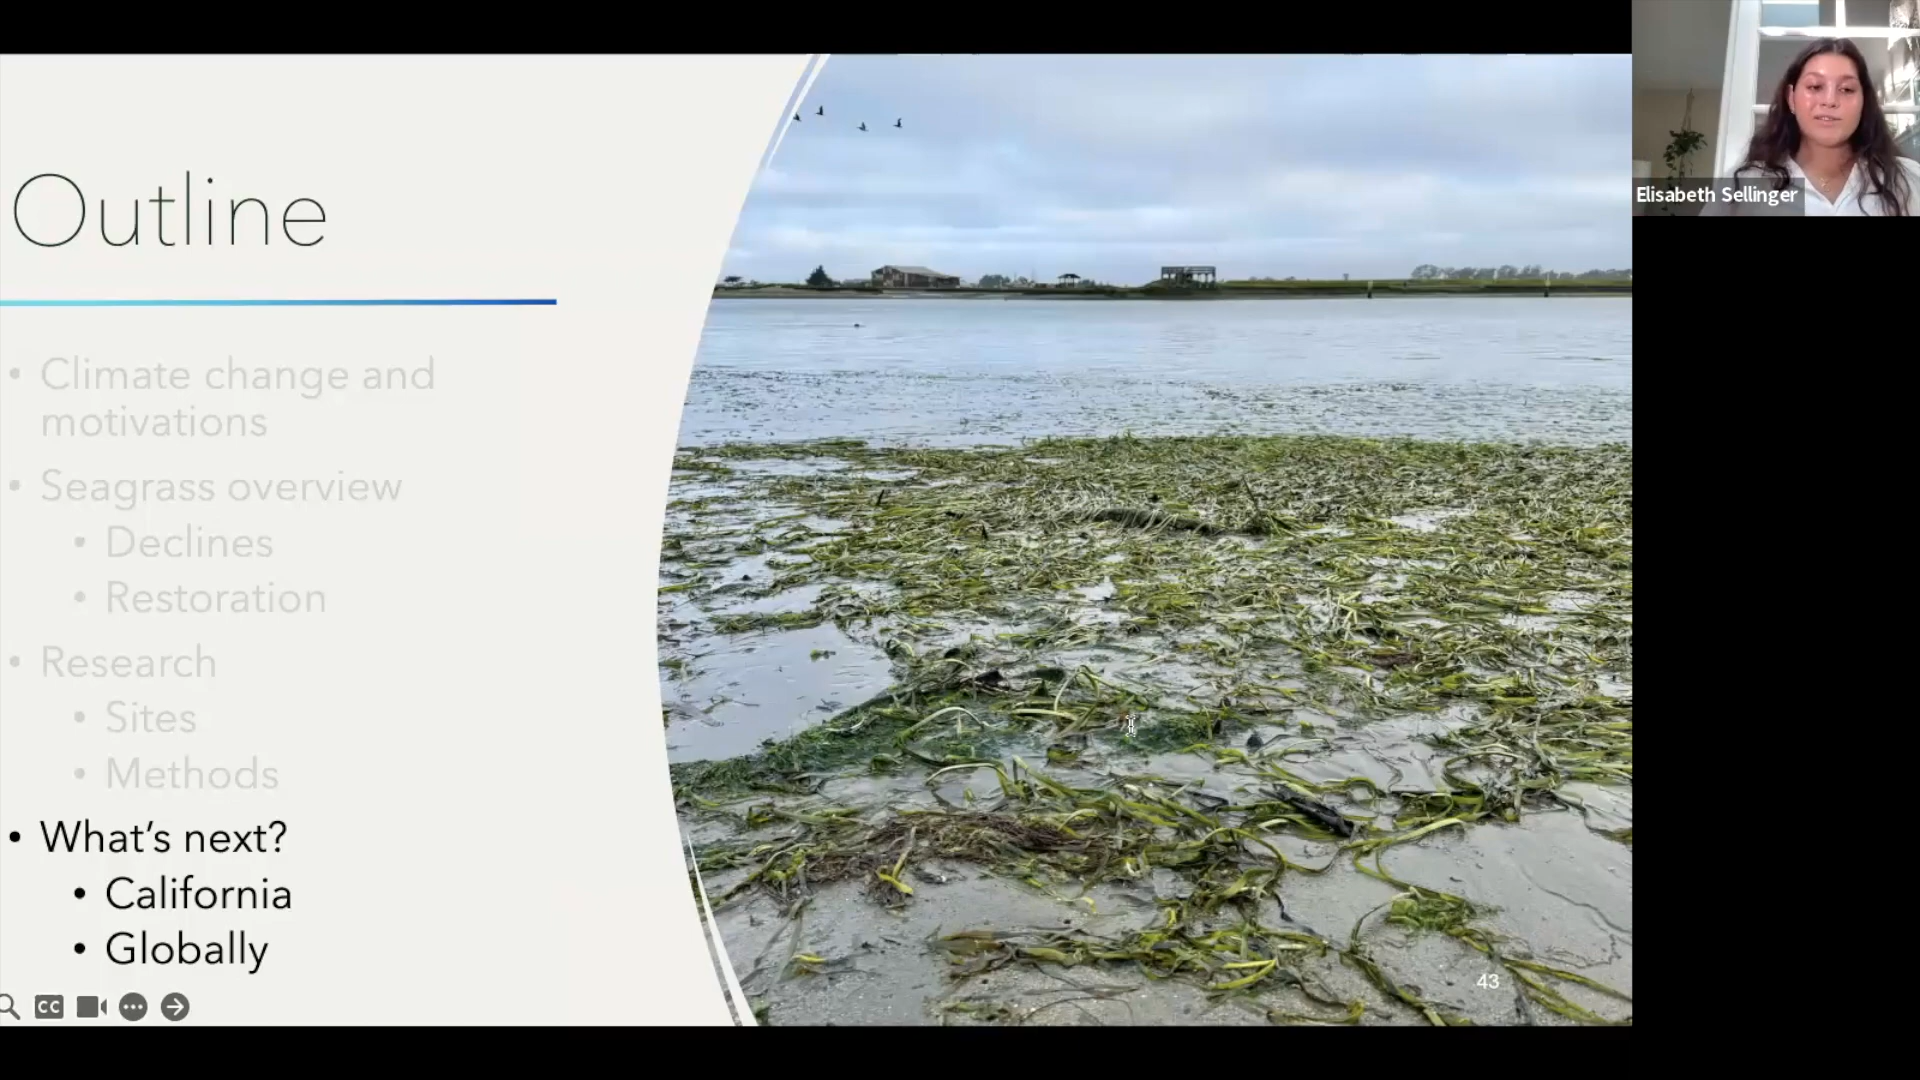 Outline
• Climate change and
motivations
• Seagrass overview
• Declines
• Restoration
• Research
• Sites
• Methods
• What's next?
• California
• Globally
CC
43
Elisabeth Sellinger